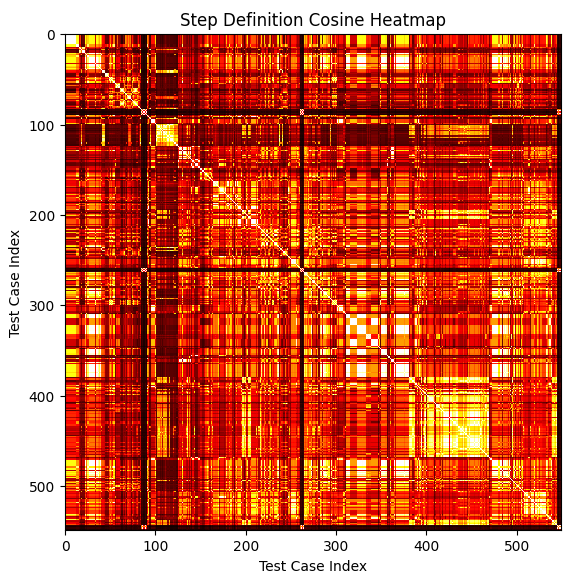 Step Definition Cosine Heatmap
0
100
200
300
400
500
Test Case Index
0 100 200 300 400 500
Test Case Index